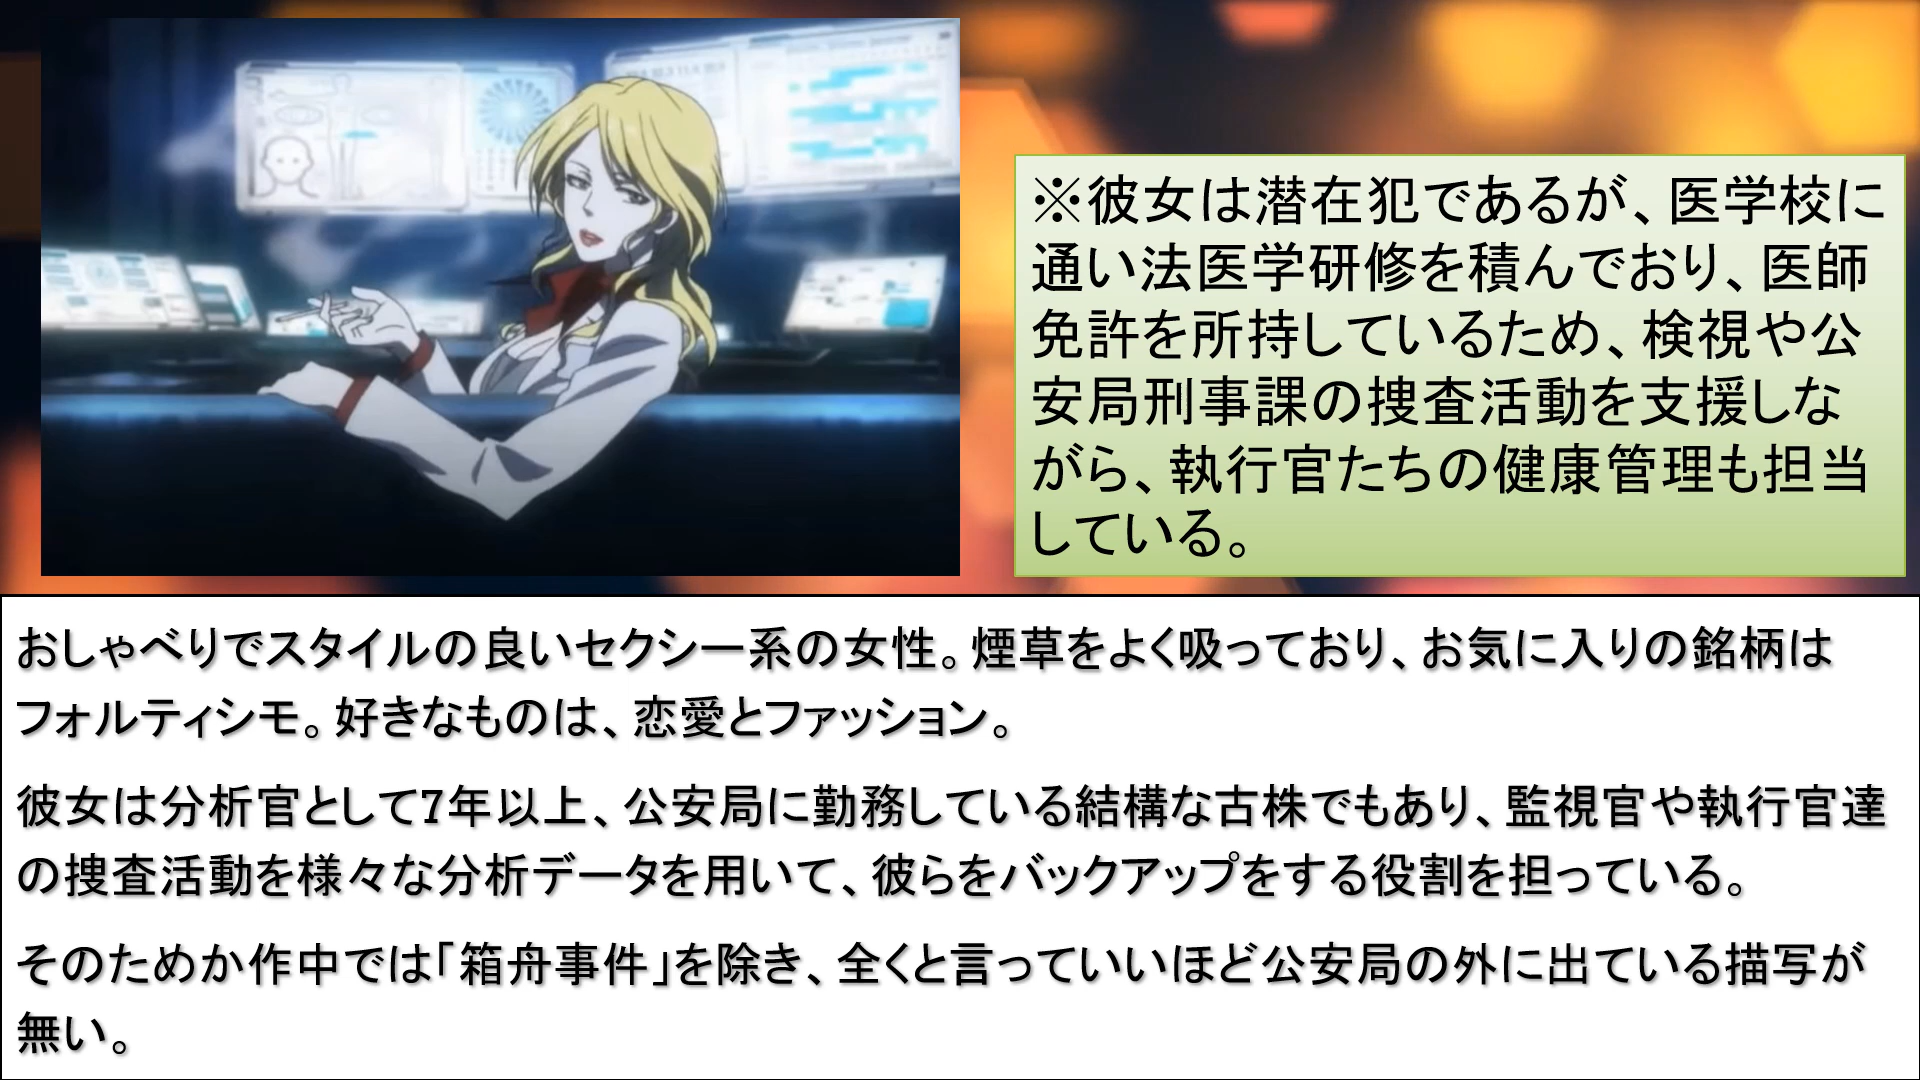 ※彼女は潜在犯であるが、医学校に
通い法医学研修を積んでおり、医師
免許を所持しているため、検視や公
安局刑事課の捜査活動を支援しな
がら、執行官たちの健康管理も担当
している。
おしゃべりでスタイルの良いセクシー系の女性。煙草をよく吸っており、お気に入りの銘柄は
フォルティシモ。好きなものは、恋愛とファッション。
彼女は分析官として7年以上、公安局に勤務している結構な古株でもあり、監視官や執行官達
の捜査活動を様々な分析データを用いて、彼らをバックアップをする役割を担っている。
そのためか作中では「箱舟事件」を除き、全くと言っていいほど公安局の外に出ている描写が
無い。